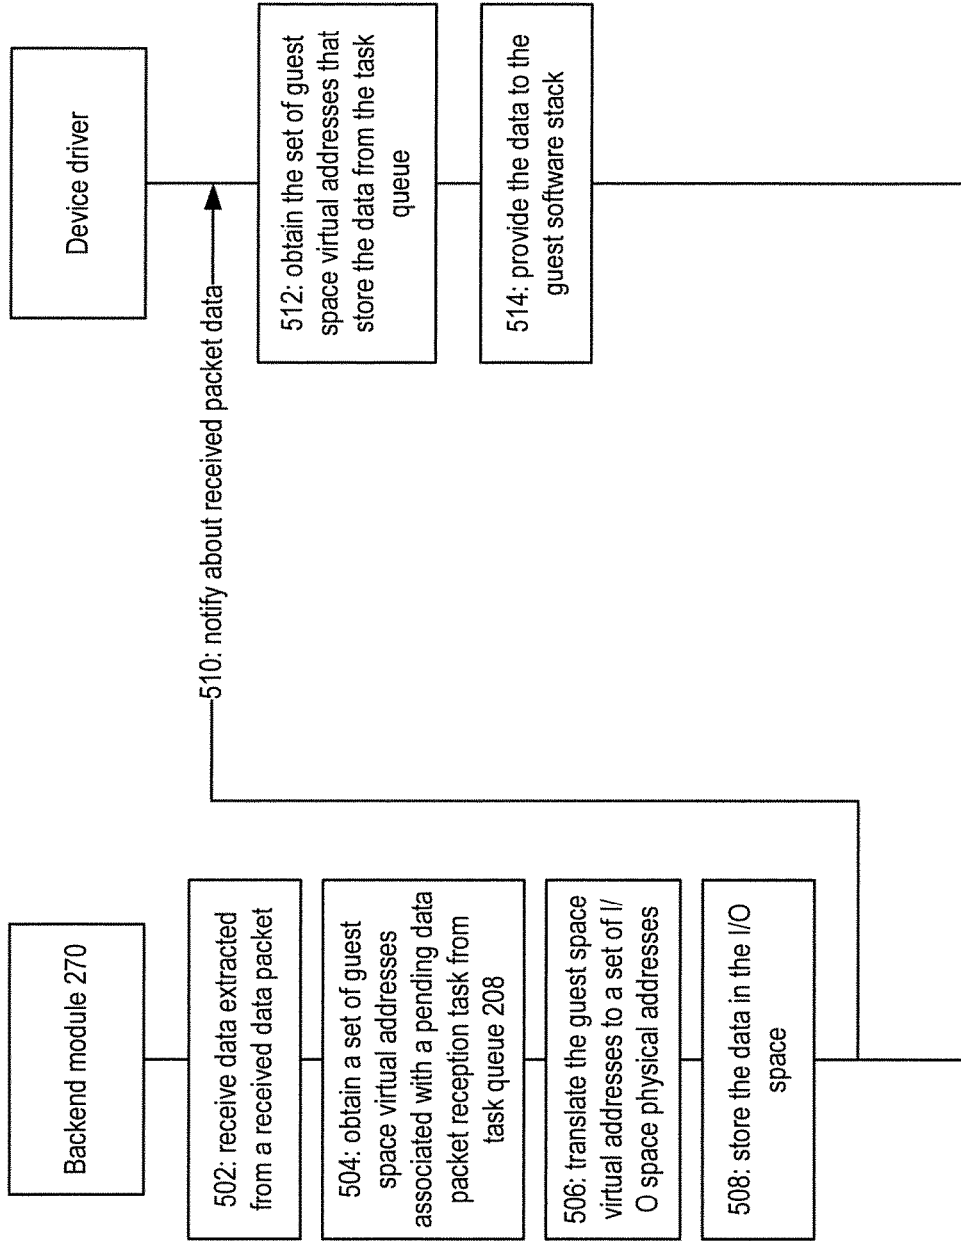 Backend module 270
502: receive data extracted
from a received data packet
504: obtain a set of guest
space virtual addresses
associated with a pending data
packet reception task from
task queue 208
506: translate the guest space
virtual addresses to a set of I/
O space physical addresses
508: store the data in the I/O
space
510: notify about received packet data
Device driver
512: obtain the set of guest
space virtual addresses that
store the data from the task
queue
514: provide the data to the
guest software stack